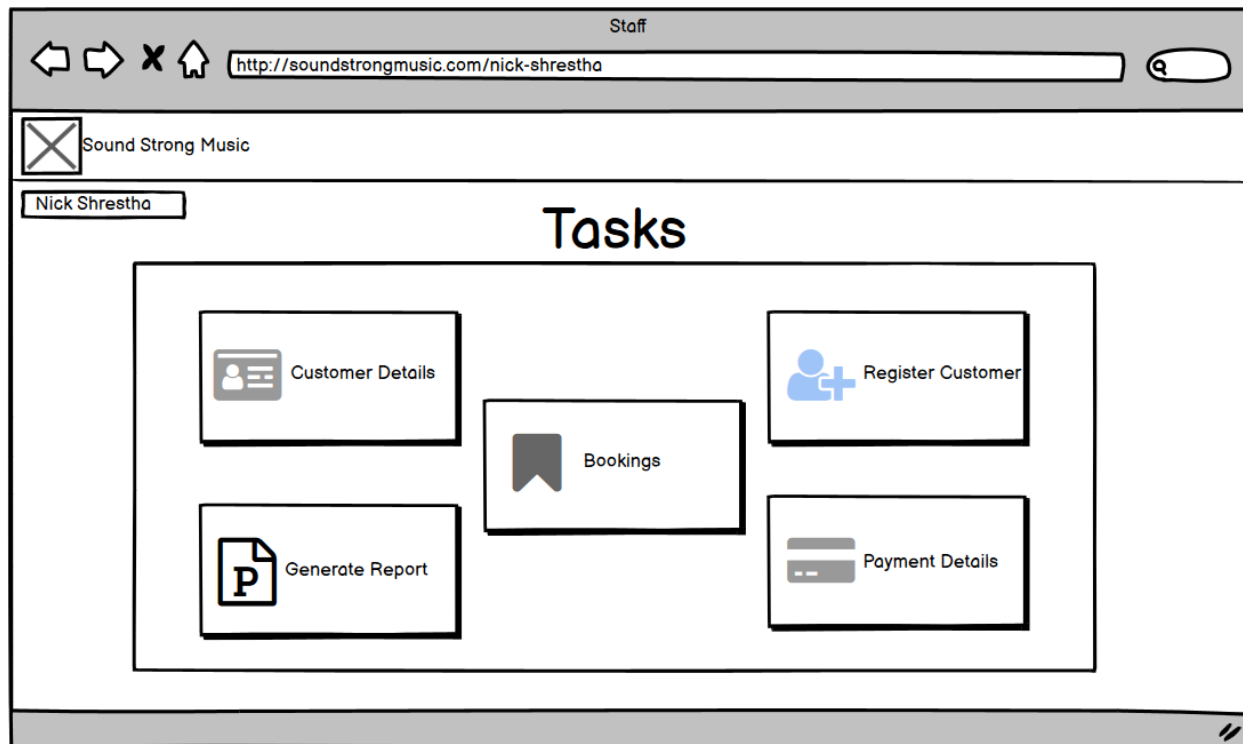 Staff
http://soundstrongmusic.com/nick-shrestha
Sound Strong Music
Nick Shrestha
Tasks
Customer Details
Register Customer
Bookings
P
Generate Report
Payment Details